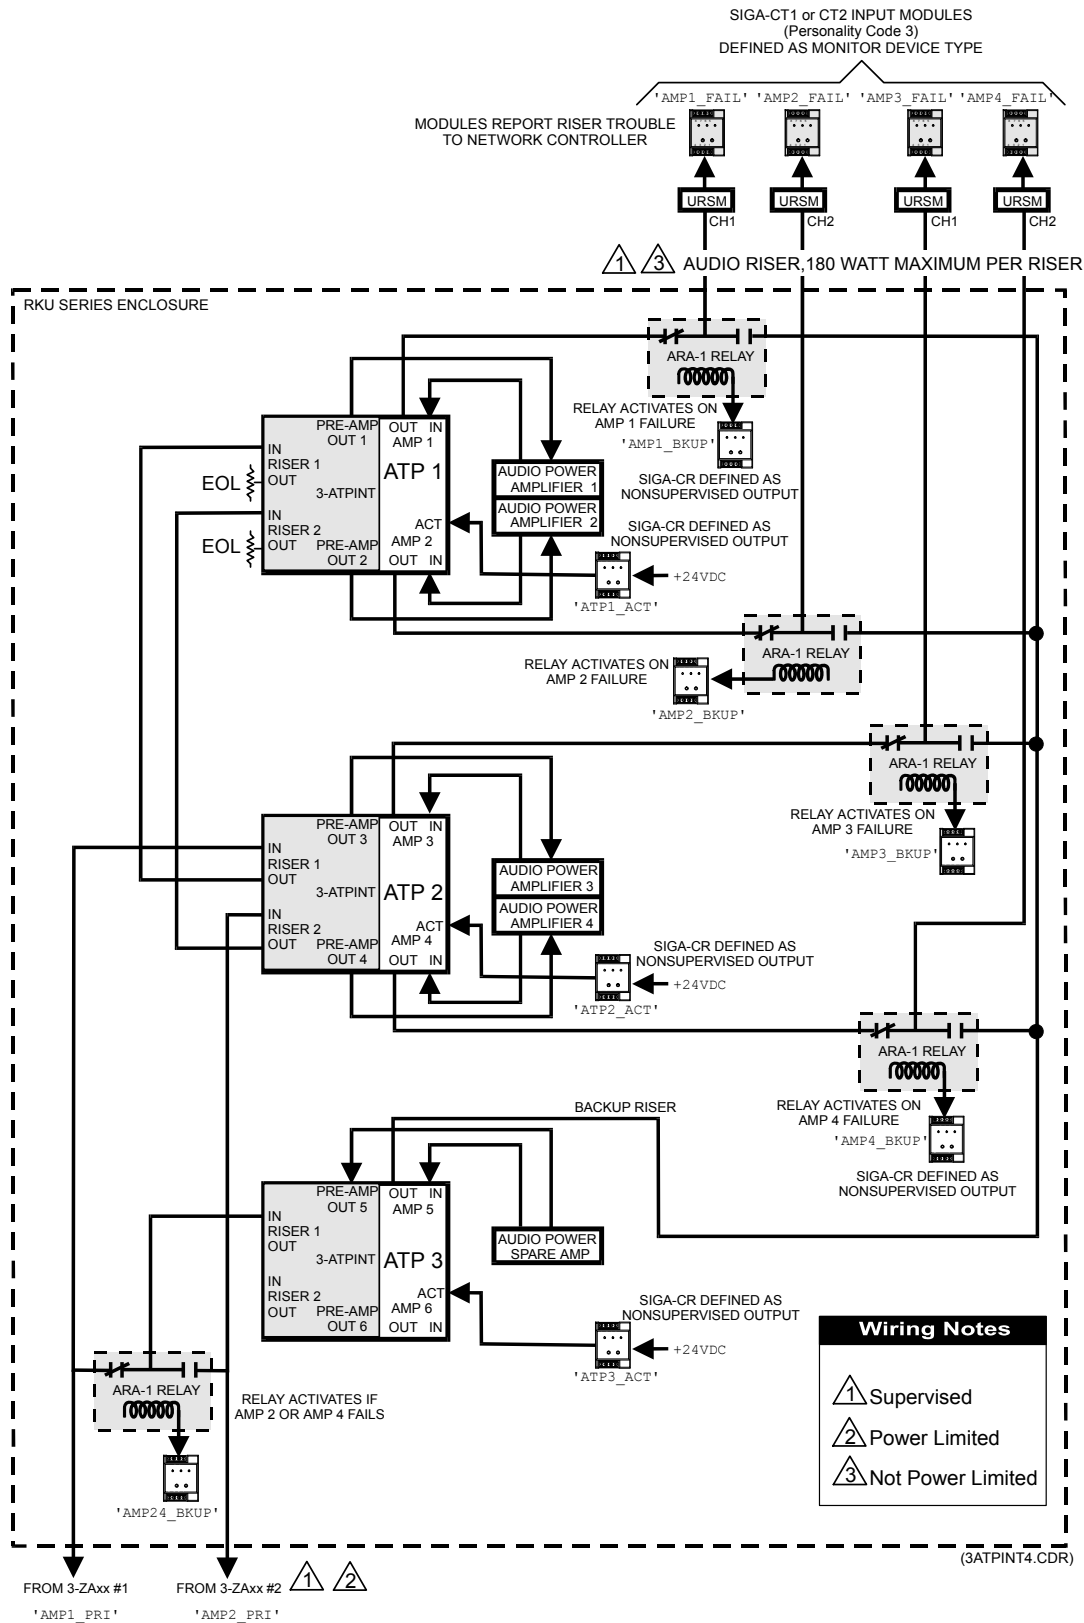 SIGA-CT1 or CT2 INPUT MODULES
(Personality Code 3)
DEFINED AS MONITOR DEVICE TYPE
'AMP1_FAIL' 'AMP2_FAIL' 'AMP3_FAIL' 'AMP4_FAIL'
MODULES REPORT RISER TROUBLE
TO NETWORK CONTROLLER
URSM URSM URSM URSM
CH1 CH2 CH1 CH2
1 3 AUDIO RISER,180 WATT MAXIMUM PER RISER
RKU SERIES ENCLOSURE
ARA-1 RELAY
RELAY ACTIVATES ON
AMP 1 FAILURE
'AMP1_BKUP'
SIGA-CR DEFINED AS
NONSUPERVISED OUTPUT
PRE-AMP
OUT 1
OUT IN
AMP 1
IN
RISER 1
OUT
EOL
3-ATPINT
ATP 1
AUDIO POWER
AMPLIFIER 1
AUDIO POWER
AMPLIFIER 2
IN
RISER 2
OUT
EOL
PRE-AMP
OUT 2
ACT
AMP 2
OUT IN
SIGA-CR DEFINED AS
NONSUPERVISED OUTPUT
+24VDC
'ATP1_ACT'
ARA-1 RELAY
RELAY ACTIVATES ON
AMP 2 FAILURE
'AMP2_BKUP'
ARA-1 RELAY
RELAY ACTIVATES ON
AMP 3 FAILURE
'AMP3_BKUP'
PRE-AMP
OUT 3
OUT IN
AMP 3
IN
RISER 1
OUT
3-ATPINT
ATP 2
AUDIO POWER
AMPLIFIER 3
AUDIO POWER
AMPLIFIER 4
IN
RISER 2
OUT
PRE-AMP
OUT 4
ACT
AMP 4
OUT IN
SIGA-CR DEFINED AS
NONSUPERVISED OUTPUT
+24VDC
'ATP2_ACT'
ARA-1 RELAY
RELAY ACTIVATES ON
AMP 4 FAILURE
'AMP4_BKUP'
SIGA-CR DEFINED AS
NONSUPERVISED OUTPUT
BACKUP RISER
PRE-AMP
OUT 5
OUT IN
AMP 5
IN
RISER 1
OUT
3-ATPINT
ATP 3
AUDIO POWER
SPARE AMP
IN
RISER 2
OUT
PRE-AMP
OUT 6
ACT
AMP 6
OUT IN
SIGA-CR DEFINED AS
NONSUPERVISED OUTPUT
+24VDC
'ATP3_ACT'
ARA-1 RELAY
RELAY ACTIVATES IF
AMP 2 OR AMP 4 FAILS
'AMP24_BKUP'
Wiring Notes
1 Supervised
2 Power Limited
3 Not Power Limited
(3ATPINT4.CDR)
FROM 3-ZAxx #1 FROM 3-ZAxx #2 1 2
'AMP1_PRI' 'AMP2_PRI'